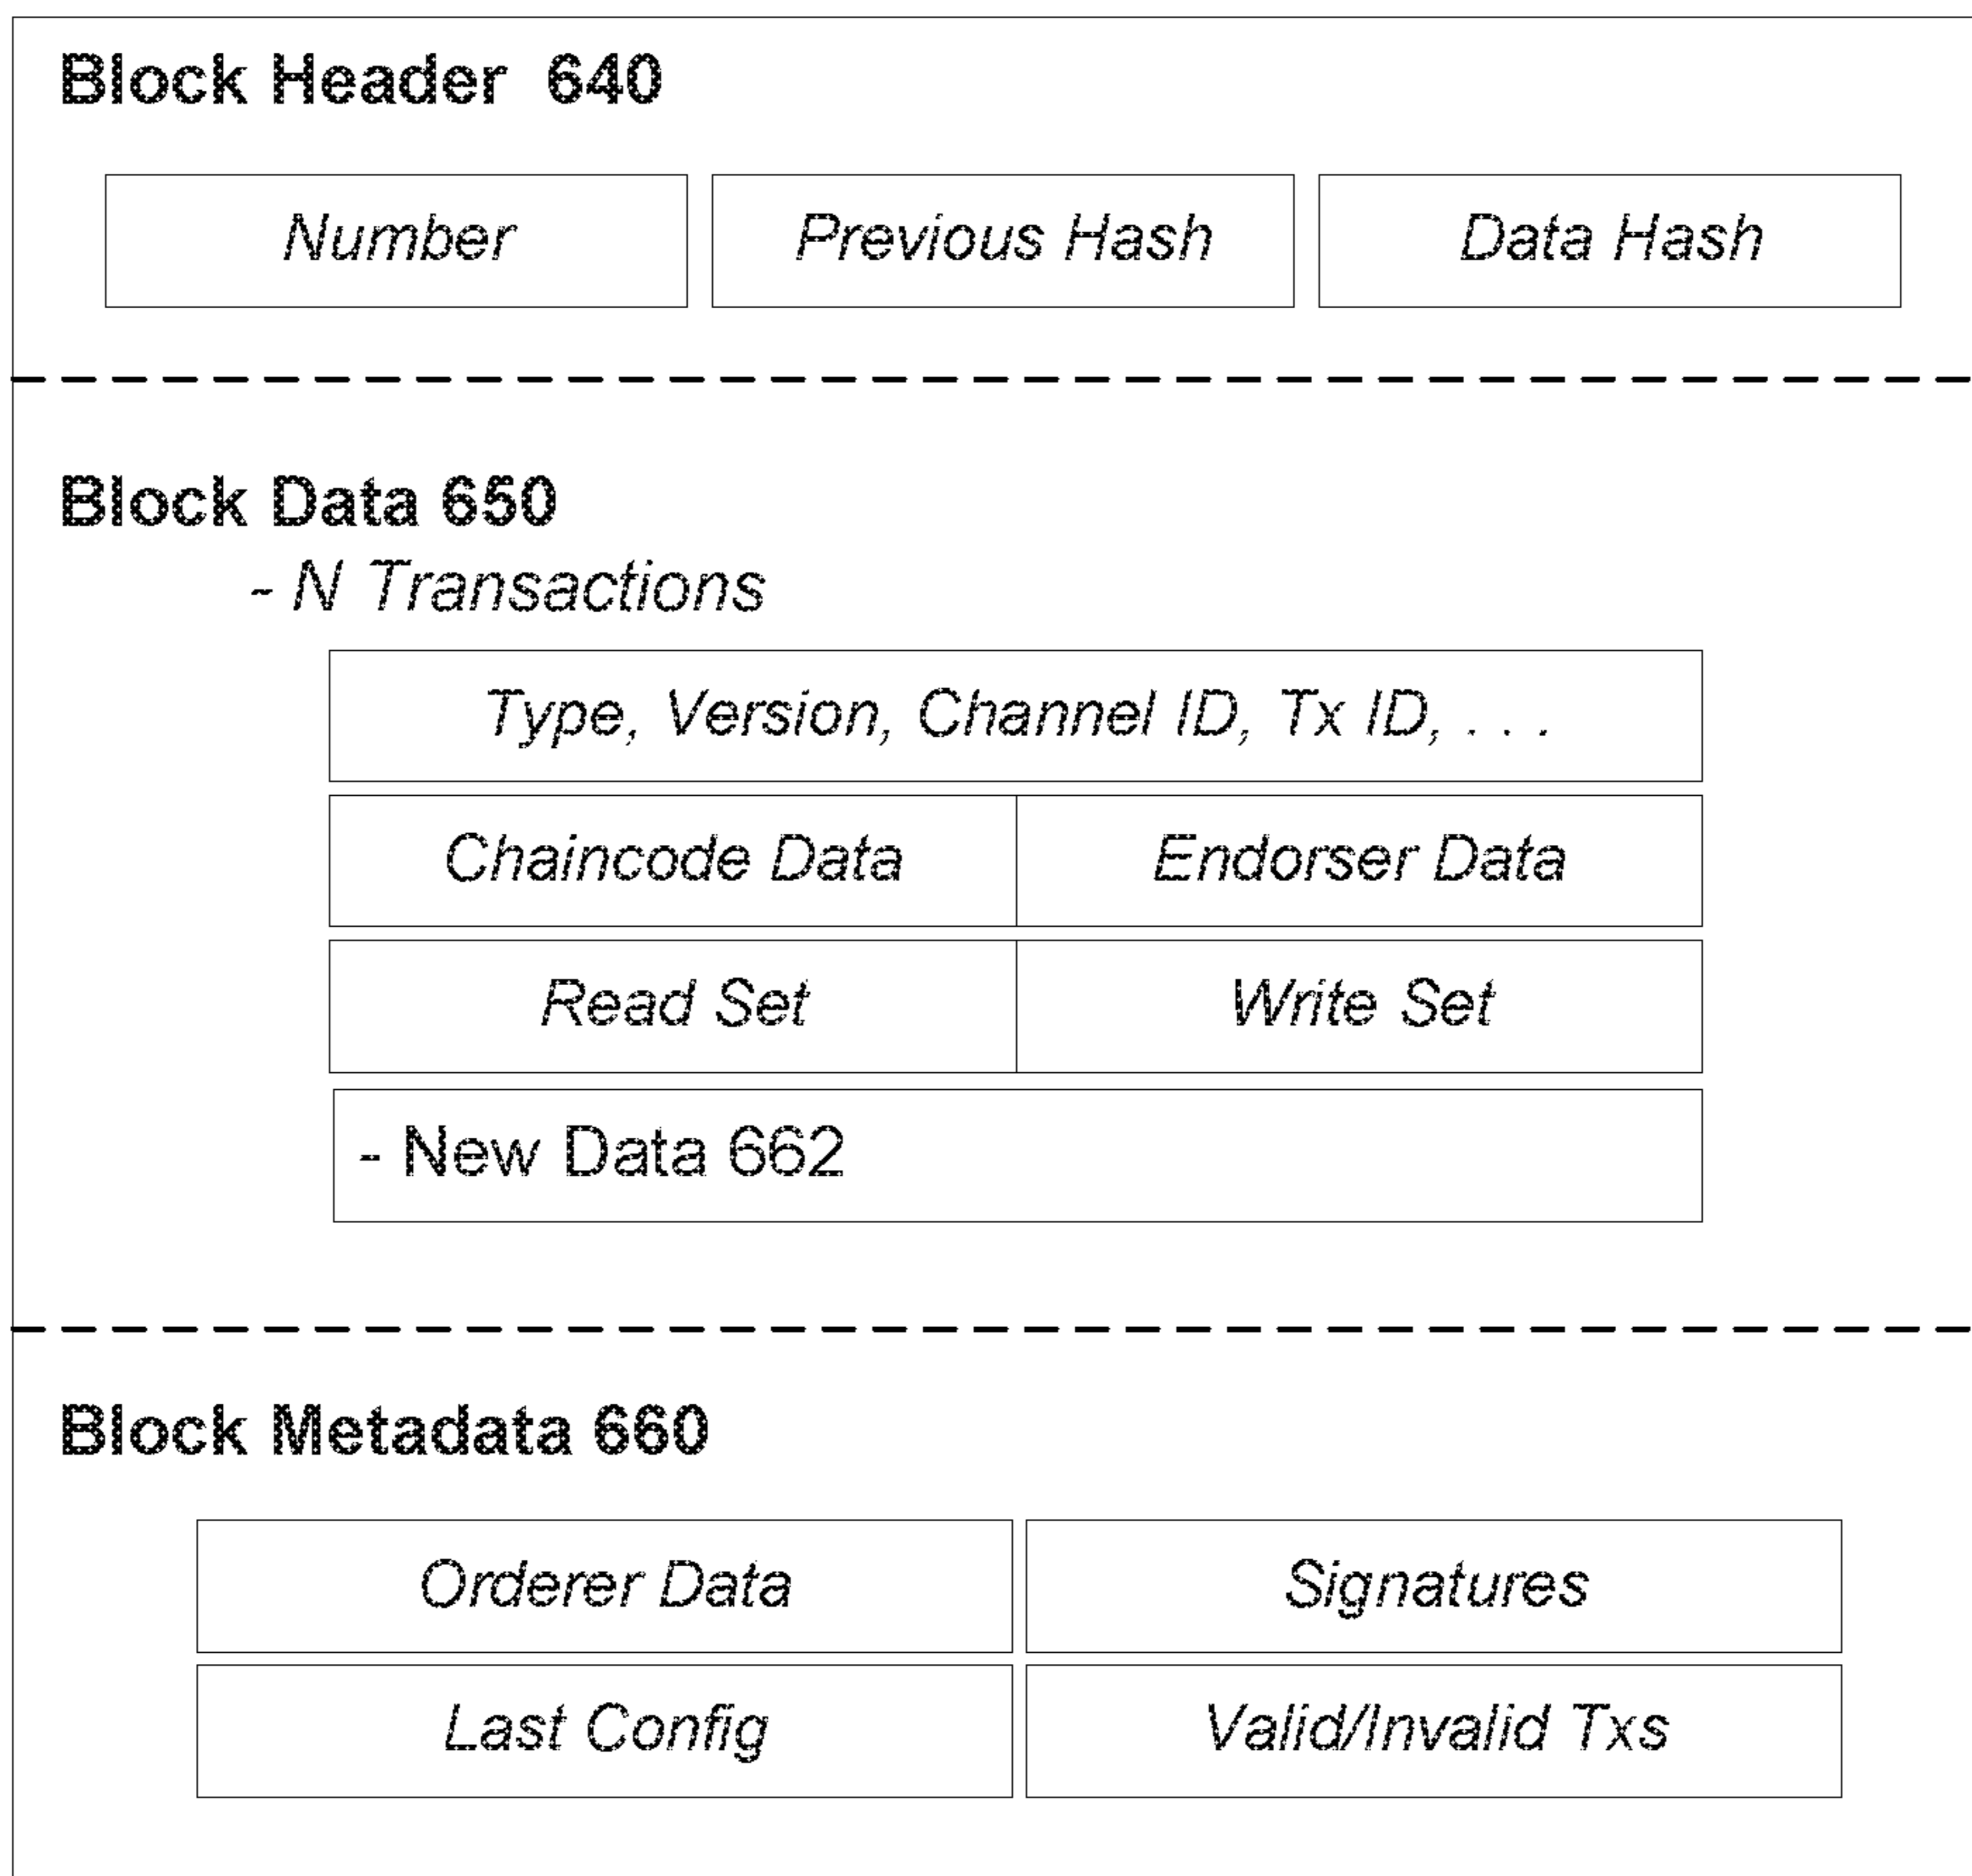 Block Header 640
Number Previous Hash Data Hash
Block Data 650
- N Transactions
Type, Version, Channel ID, Tx ID, . . .
Chaincode Data Endorser Data
Read Set Write Set
- New Data 662
Block Metadata 660
Orderer Data Signatures
Last Config Valid/Invalid Txs